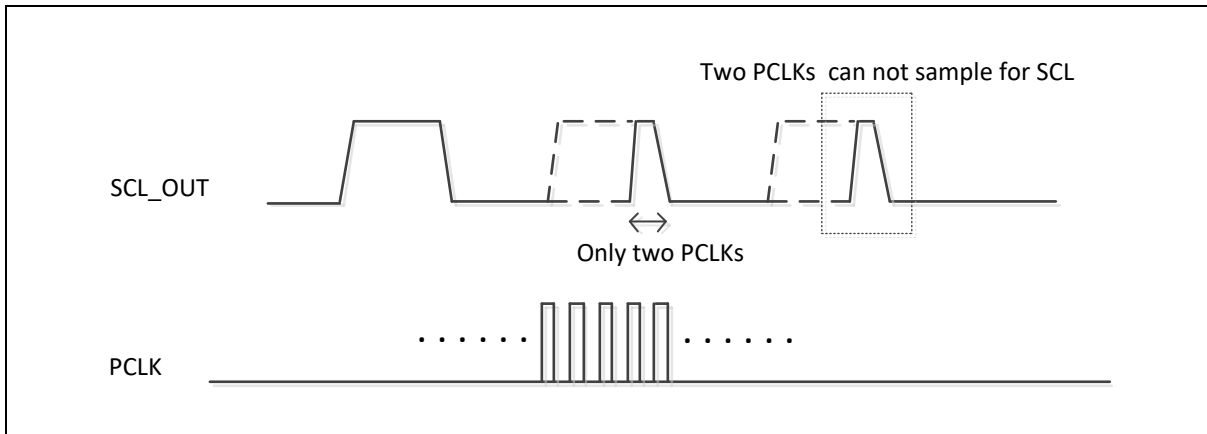 Two PCLKs can not sample for SCL
SCL_OUT
Only two PCLKs
PCLK